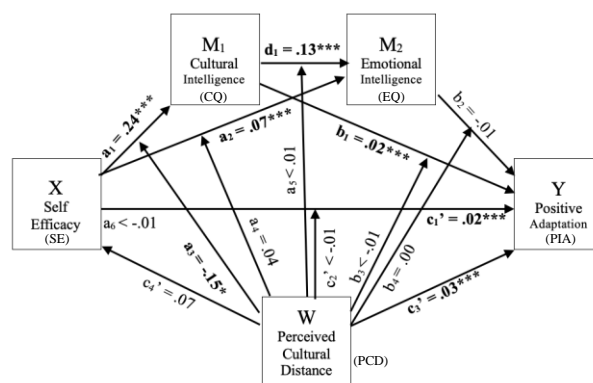 M₁
Cultural
Intelligence
(CQ)
d₁ = .13***
M₂
Emotional
Intelligence
(EQ)
a₁ = .24***
a₂ = .07***
b₂ = -.01
b₁ = .02***
X
Self
Efficacy
(SE)
a₆ < -.01
a₅ < .01
c₁’ = .02***
Y
Positive
Adaptation
(PIA)
a₃ = -.15*
a₄ = .04
c₂’ < -.01
b₃ < -.01
b₄ = .00
c₄’ = .07
c₃’ = .03***
W
Perceived
Cultural
Distance
(PCD)